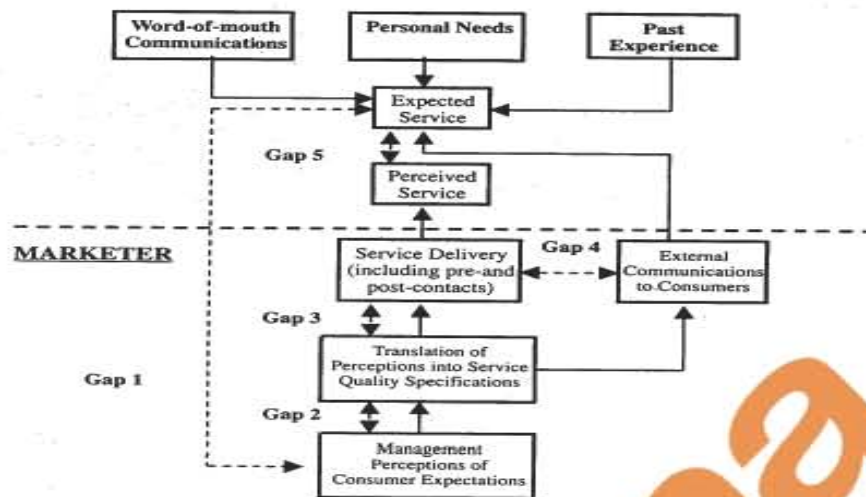 Word-of-mouth
Communications
Personal Needs
Past
Experience
Expected
Service
Gap 5
Perceived
Service
MARKETER
Service Delivery
(including pre-and
post-contacts)
Gap 4
External
Communications
to Consumers
Gap 3
Translation of
Perceptions into Service
Quality Specifications
Gap 1
Gap 2
Management
Perceptions of
Consumer Expectations